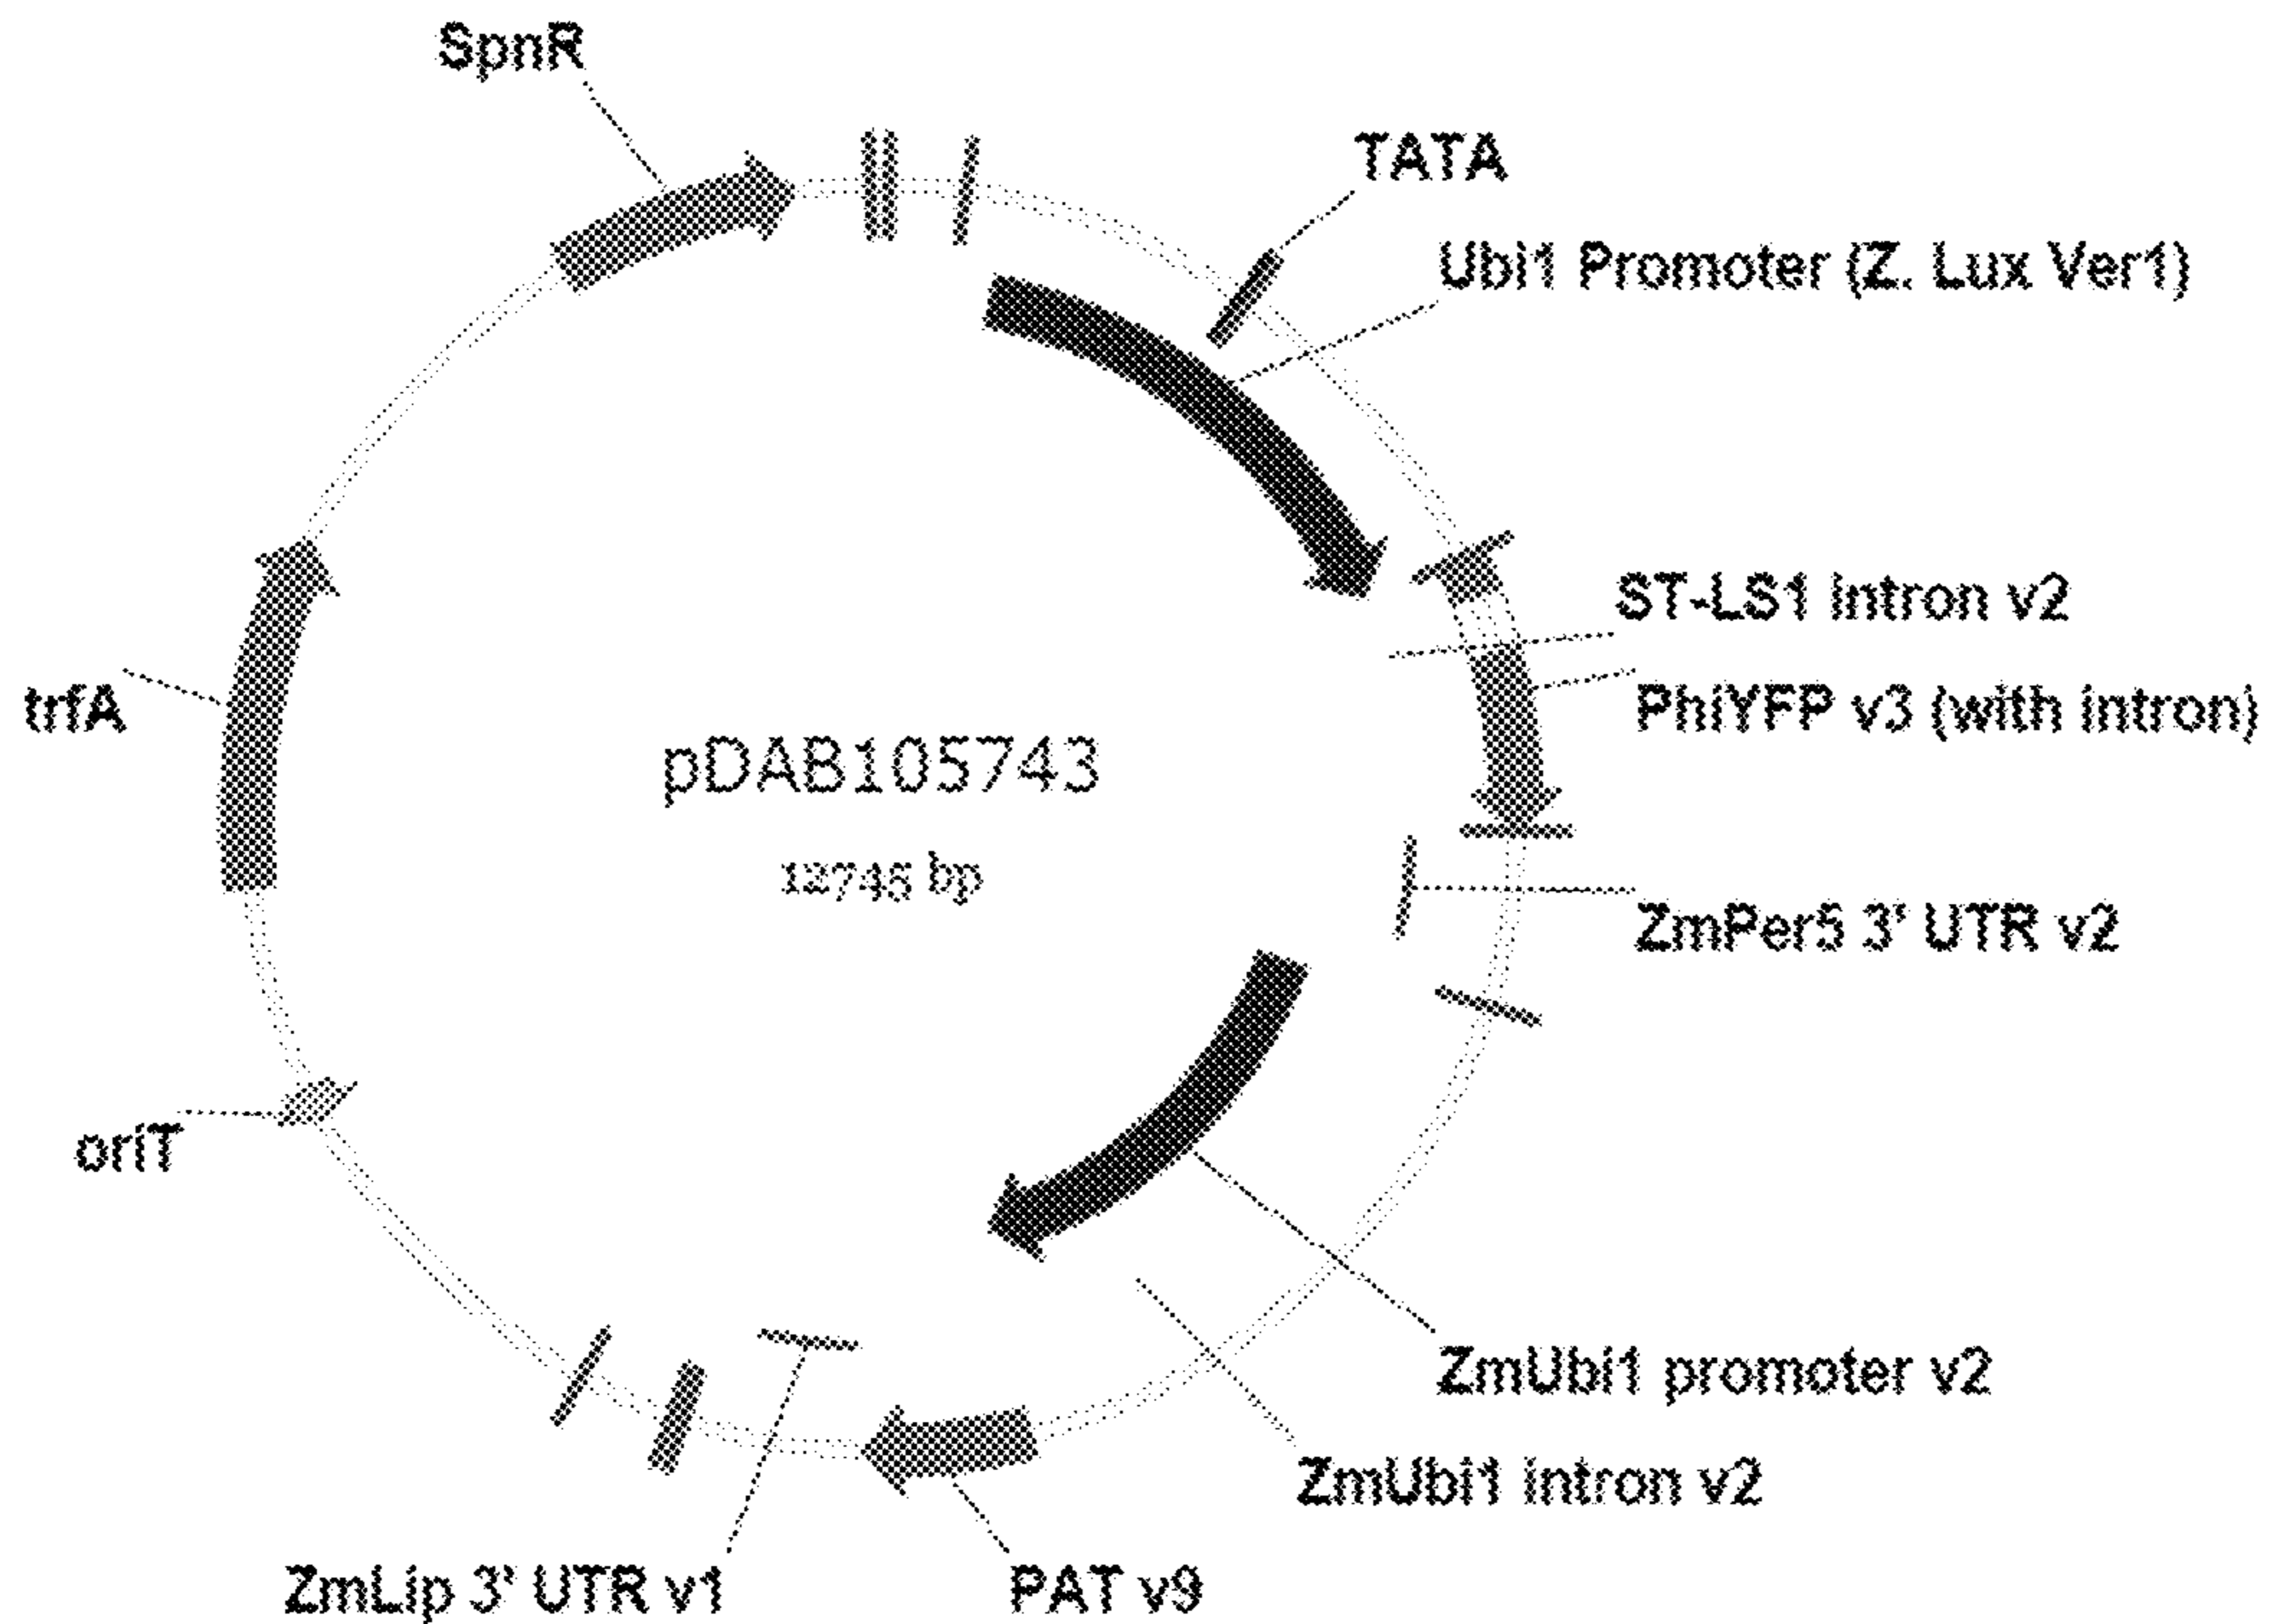 SpnR
TATA
Ubi1 Promoter (Z. Lux Ver1)
ST-LS1 intron v2
PhiYFP v3 (with intron)
trfA
pDAB105743
12745 bp
ZmPer5 3' UTR v2
oriT
ZmUbi1 promoter v2
ZmUbi1 intron v2
ZmLip 3' UTR v1
PAT v9